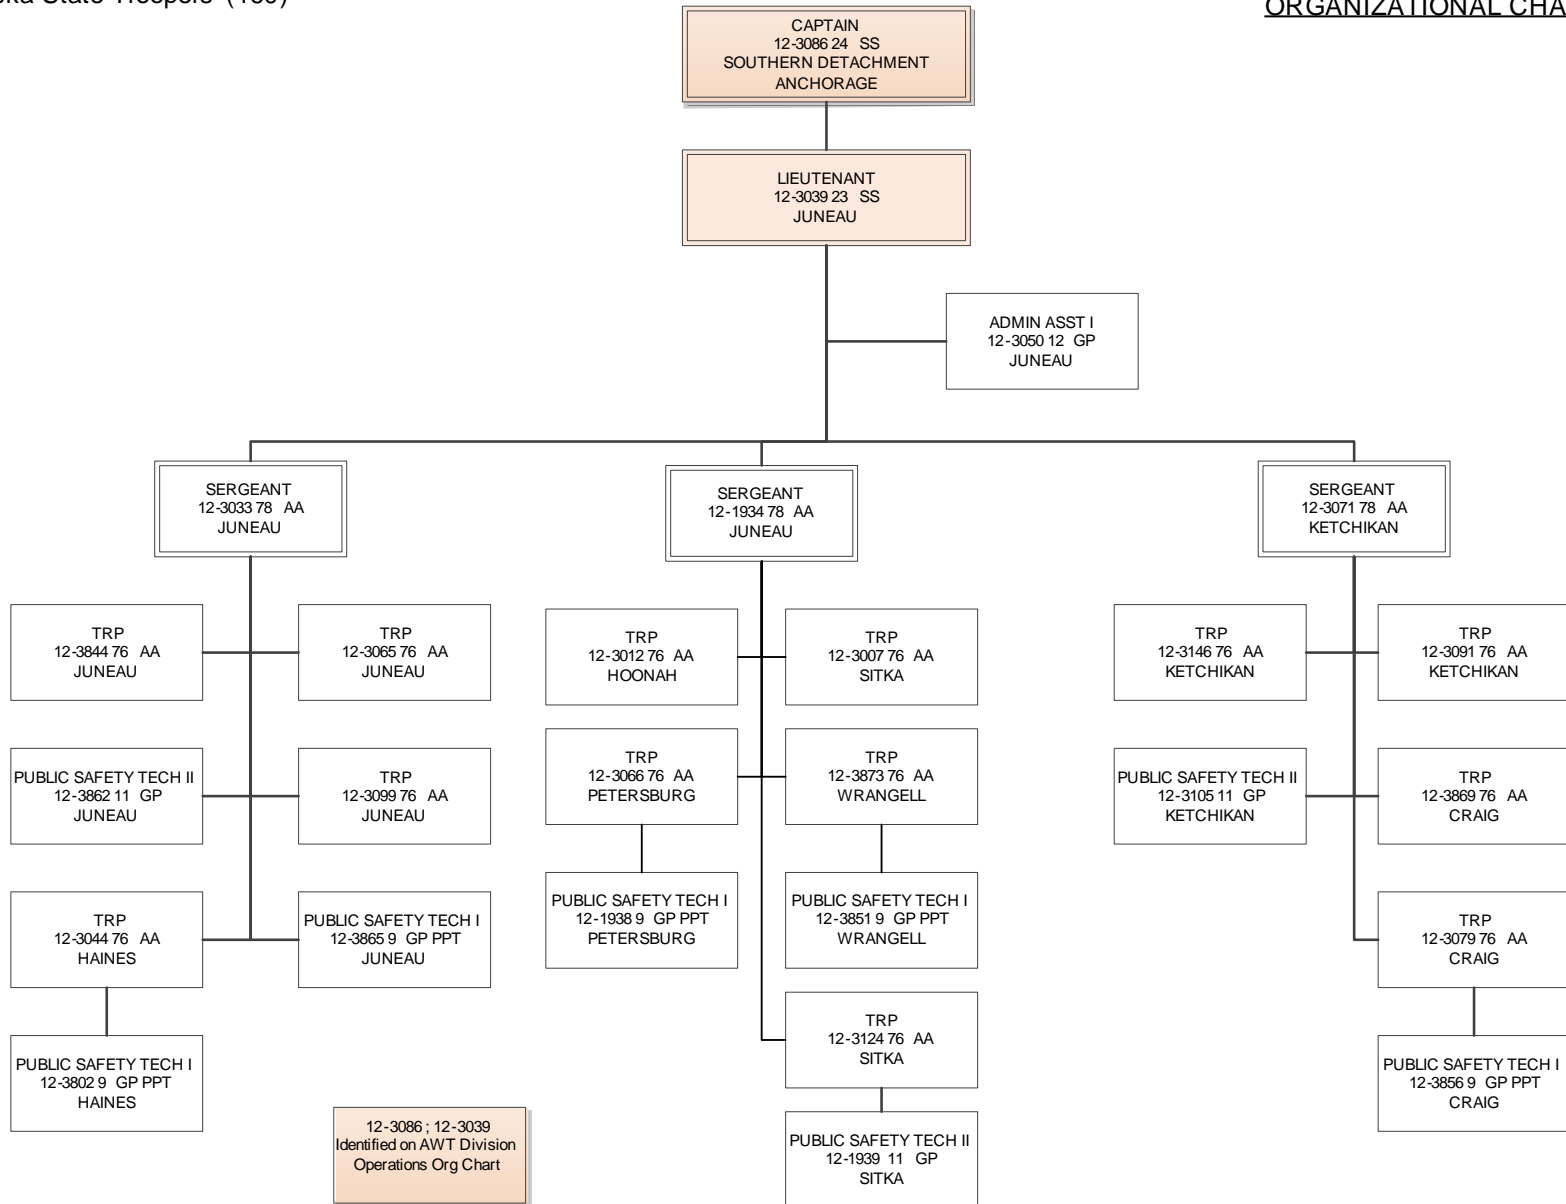 State Troopers (
ORGANIZATIONAL
CAPTAIN
12-3086 24 SS
SOUTHERN DETACHMENT
ANCHORAGE
LIEUTENANT
12-3039 23 SS
JUNEAU
ADMIN ASST I
12-3050 12 GP
JUNEAU
SERGEANT
12-3033 78 AA
JUNEAU
SERGEANT
12-1934 78 AA
JUNEAU
SERGEANT
12-3071 78 AA
KETCHIKAN
TRP
12-3844 76 AA
JUNEAU
TRP
12-3065 76 AA
JUNEAU
TRP
12-3012 76 AA
HOONAH
TRP
12-3007 76 AA
SITKA
TRP
12-3146 76 AA
KETCHIKAN
TRP
12-3091 76 AA
KETCHIKAN
PUBLIC SAFETY TECH II
12-3862 11 GP
JUNEAU
TRP
12-3099 76 AA
JUNEAU
TRP
12-3066 76 AA
PETERSBURG
TRP
12-3873 76 AA
WRANGELL
PUBLIC SAFETY TECH II
12-3105 11 GP
KETCHIKAN
TRP
12-3869 76 AA
CRAIG
TRP
12-3044 76 AA
HAINES
PUBLIC SAFETY TECH I
12-3865 9 GP PPT
JUNEAU
PUBLIC SAFETY TECH I
12-1938 9 GP PPT
PETERSBURG
PUBLIC SAFETY TECH I
12-3851 9 GP PPT
WRANGELL
TRP
12-3079 76 AA
CRAIG
TRP
12-3124 76 AA
SITKA
PUBLIC SAFETY TECH I
12-3802 9 GP PPT
HAINES
PUBLIC SAFETY TECH I
12-3856 9 GP PPT
CRAIG
12-3086 ; 12-3039
Identified on AWT Division
Operations Org Chart
PUBLIC SAFETY TECH II
12-1939 11 GP
SITKA